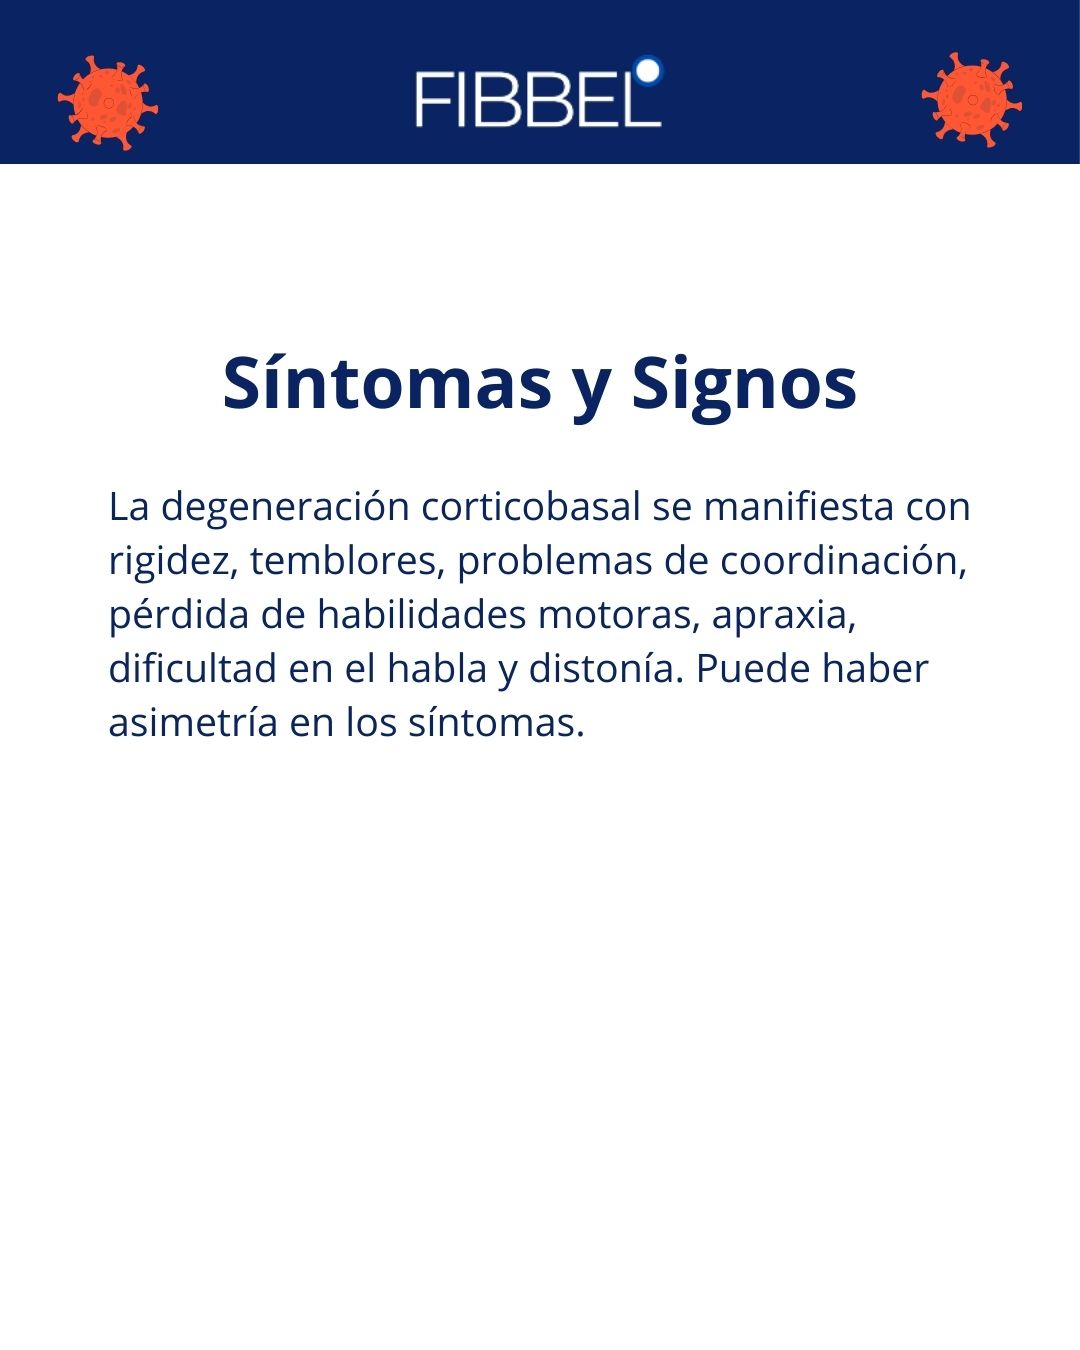 FIBBEL
Síntomas y Signos
La degeneración corticobasal se manifiesta con
rigidez, temblores, problemas de coordinación,
pérdida de habilidades motoras, apraxia,
dificultad en el habla y distonía. Puede haber
asimetría en los síntomas.